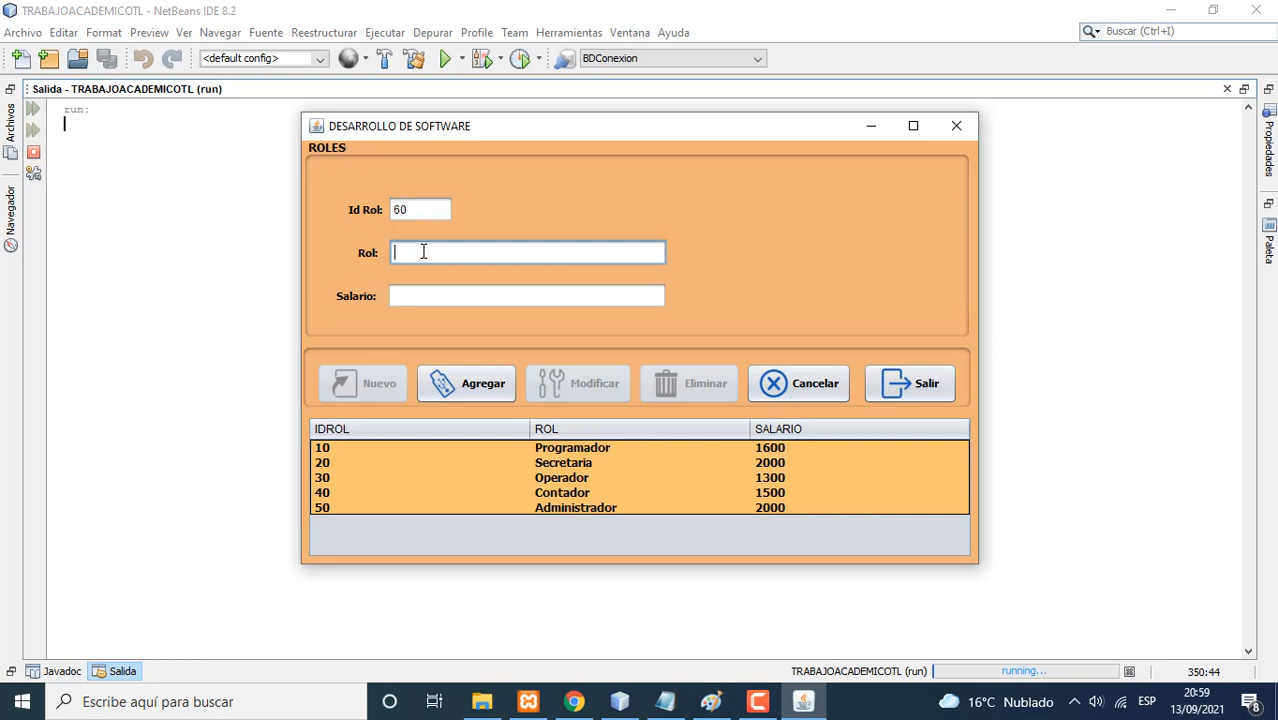 TRABAJOACADEMICOTL - NetBeans IDE 8.2
Archivo Editar Format Preview Ver Navegar Fuente Reestructurar Ejecutar Depurar Profile Team Herramientas Ventana Ayuda
Buscar (Ctrl+I)
<default config>
BDConexion
Salida - TRABAJOACADEMICOTL (run)
run:
Archivos
Navegador
Propiedades
Paleta
DESARROLLO DE SOFTWARE
ROLES
Id Rol: 60
Rol:
Salario:
Nuevo Agregar Modificar Eliminar Cancelar Salir
IDROL ROL SALARIO
10 Programador 1600
20 Secretaria 2000
30 Operador 1300
40 Contador 1500
50 Administrador 2000
Javadoc Salida
TRABAJOACADEMICOTL (run) running... 350:44
Escribe aquí para buscar
16°C Nublado
ESP
20:59
13/09/2021
8